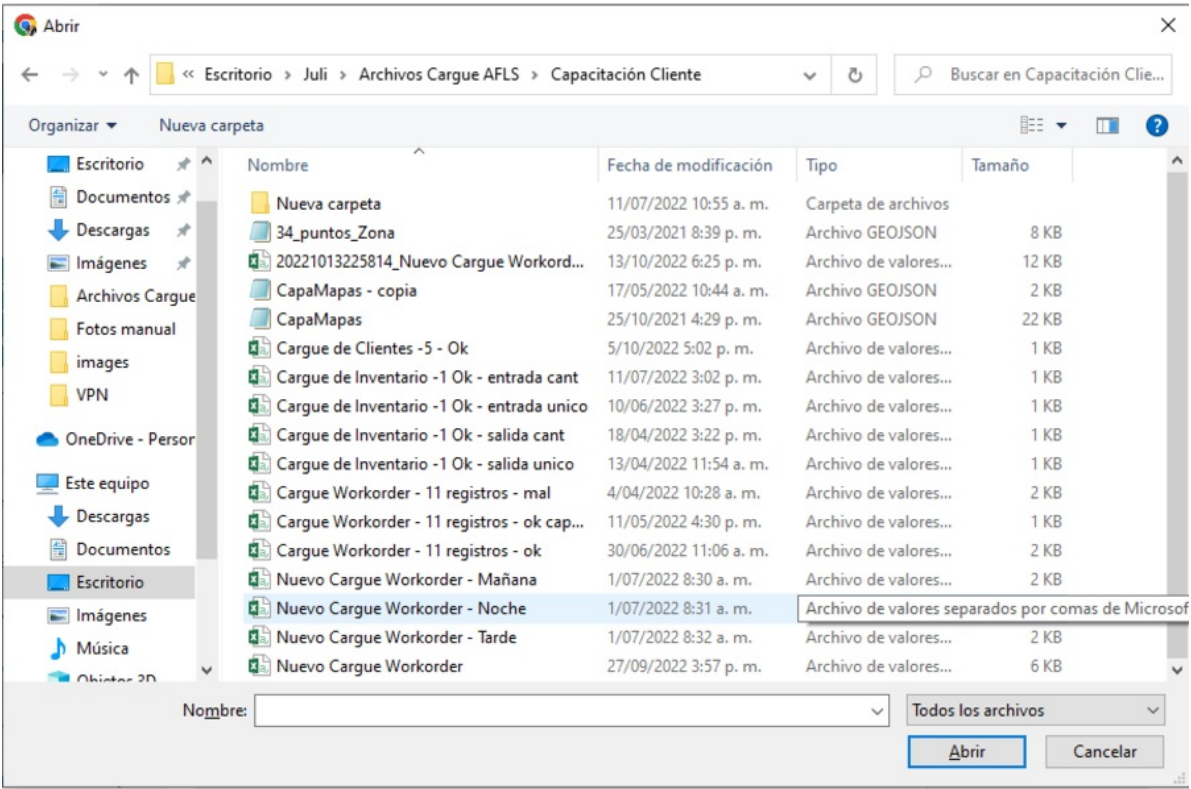 Abrir
« Escritorio › Juli › Archivos Cargue AFLS › Capacitación Cliente
Buscar en Capacitación Clie...
Organizar Nueva carpeta
Escritorio
Documentos
Descargas
Imágenes
Archivos Cargue
Fotos manual
images
VPN
OneDrive - Person
Este equipo
Descargas
Documentos
Escritorio
Imágenes
Música
Objetos 3D
Nombre Fecha de modificación Tipo Tamaño
Nueva carpeta 11/07/2022 10:55 a. m. Carpeta de archivos
34_puntos_Zona 25/03/2021 8:39 p. m. Archivo GEOJSON 8 KB
20221013225814_Nuevo Cargue Workord... 13/10/2022 6:25 p. m. Archivo de valores... 12 KB
CapaMapas - copia 17/05/2022 10:44 a. m. Archivo GEOJSON 2 KB
CapaMapas 25/10/2021 4:29 p. m. Archivo GEOJSON 22 KB
Cargue de Clientes -5 - Ok 5/10/2022 5:02 p. m. Archivo de valores... 1 KB
Cargue de Inventario -1 Ok - entrada cant 11/07/2022 3:02 p. m. Archivo de valores... 1 KB
Cargue de Inventario -1 Ok - entrada unico 10/06/2022 3:27 p. m. Archivo de valores... 1 KB
Cargue de Inventario -1 Ok - salida cant 18/04/2022 3:22 p. m. Archivo de valores... 1 KB
Cargue de Inventario -1 Ok - salida unico 13/04/2022 11:54 a. m. Archivo de valores... 1 KB
Cargue Workorder - 11 registros - mal 4/04/2022 10:28 a. m. Archivo de valores... 2 KB
Cargue Workorder - 11 registros - ok cap... 11/05/2022 4:30 p. m. Archivo de valores... 1 KB
Cargue Workorder - 11 registros - ok 30/06/2022 11:06 a. m. Archivo de valores... 2 KB
Nuevo Cargue Workorder - Mañana 1/07/2022 8:30 a. m. Archivo de valores... 2 KB
Nuevo Cargue Workorder - Noche 1/07/2022 8:31 a. m. Archivo de valores separados por comas de Microsof
Nuevo Cargue Workorder - Tarde 1/07/2022 8:32 a. m. Archivo de valores... 2 KB
Nuevo Cargue Workorder 27/09/2022 3:57 p. m. Archivo de valores... 6 KB
Nombre: Todos los archivos
Abrir Cancelar